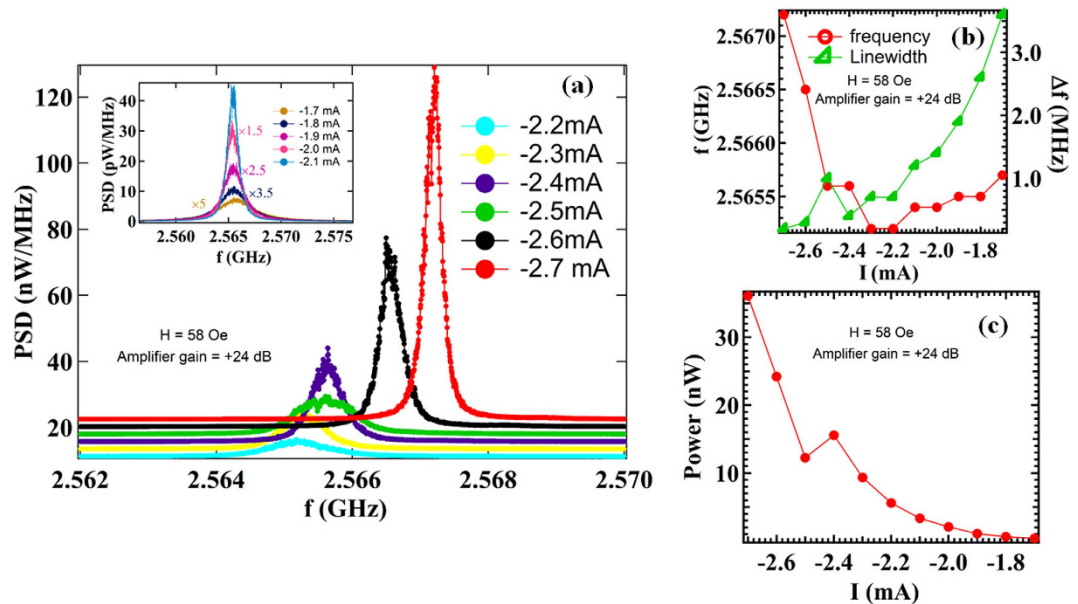 (a)
PSD (nW/MHz)
120
100
80
60
40
20
2.562
2.564
2.566
2.568
2.570
f (GHz)
H = 58 Oe
Amplifier gain = +24 dB
-2.2mA
-2.3mA
-2.4mA
-2.5mA
-2.6mA
-2.7 mA
PSD (pW/MHz)
40
30
20
10
0
2.560
2.565
2.570
2.575
f (GHz)
-1.7 mA
-1.8 mA
-1.9 mA
-2.0 mA
-2.1 mA
×1.5
×2.5
×3.5
×5
(b)
frequency
Linewidth
H = 58 Oe
Amplifier gain = +24 dB
f (GHz)
2.5670
2.5665
2.5660
2.5655
Δf (MHz)
3.0
2.0
1.0
-2.6
-2.4
-2.2
-2.0
-1.8
I (mA)
(c)
H = 58 Oe
Amplifier gain = +24 dB
Power (nW)
30
20
10
-2.6
-2.4
-2.2
-2.0
-1.8
I (mA)